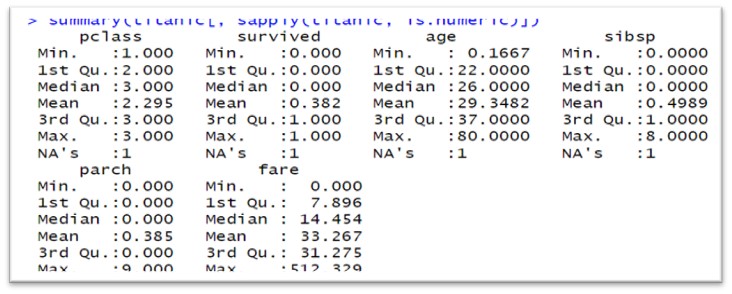 > summary(titanic[, sapply(titanic, is.numeric)])
pclass survived age sibsp
Min. :1.000 Min. :0.000 Min. : 0.1667 Min. :0.0000
1st Qu.:2.000 1st Qu.:0.000 1st Qu.:22.0000 1st Qu.:0.0000
Median :3.000 Median :0.000 Median :26.0000 Median :0.0000
Mean :2.295 Mean :0.382 Mean :29.3482 Mean :0.4989
3rd Qu.:3.000 3rd Qu.:1.000 3rd Qu.:37.0000 3rd Qu.:1.0000
Max. :3.000 Max. :1.000 Max. :80.0000 Max. :8.0000
NA's :1 NA's :1 NA's :1 NA's :1
parch fare
Min. :0.000 Min. : 0.000
1st Qu.:0.000 1st Qu.: 7.896
Median :0.000 Median : 14.454
Mean :0.385 Mean : 33.267
3rd Qu.:0.000 3rd Qu.: 31.275
Max. :9.000 Max. :512.329